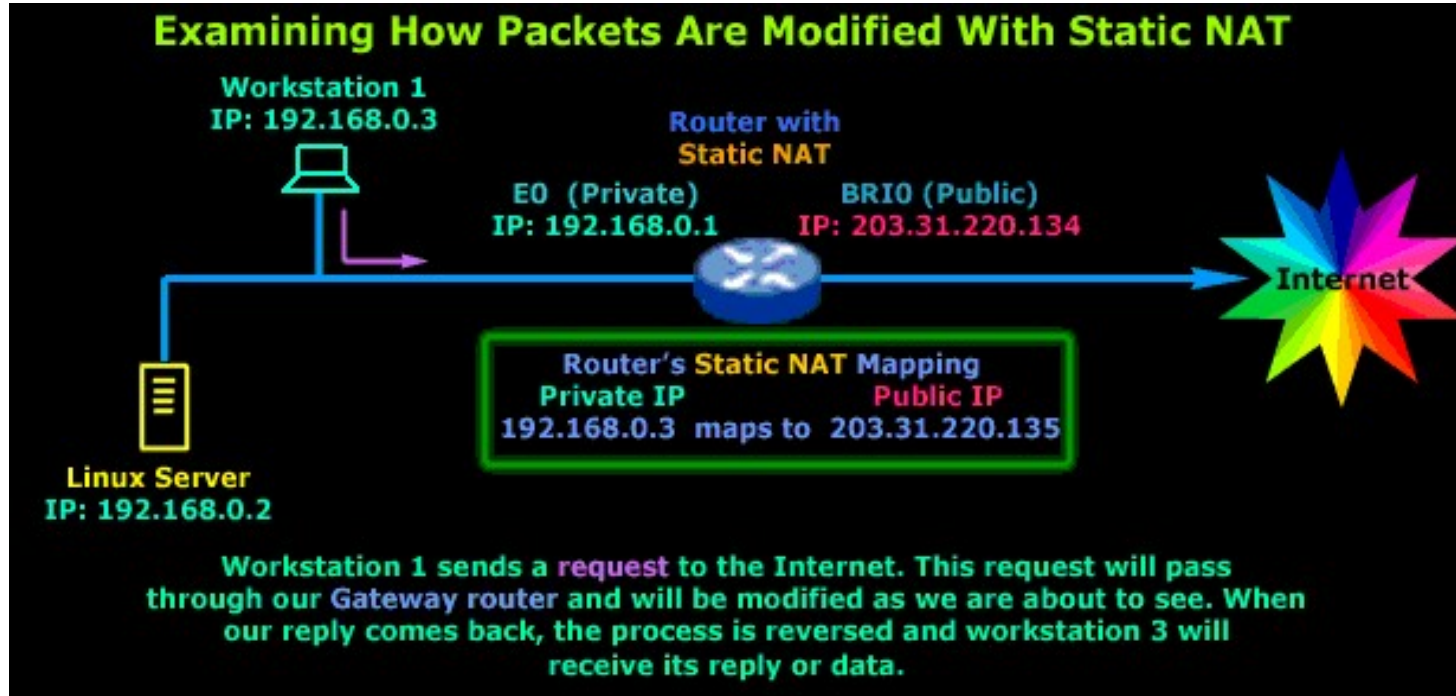 Examining How Packets Are Modified With Static NAT
Workstation 1
IP: 192.168.0.3
Router with
Static NAT
E0 (Private)
IP: 192.168.0.1
BRI0 (Public)
IP: 203.31.220.134
Internet
Router's Static NAT Mapping
Private IP Public IP
192.168.0.3 maps to 203.31.220.135
Linux Server
IP: 192.168.0.2
Workstation 1 sends a request to the Internet. This request will pass
through our Gateway router and will be modified as we are about to see. When
our reply comes back, the process is reversed and workstation 3 will
receive its reply or data.